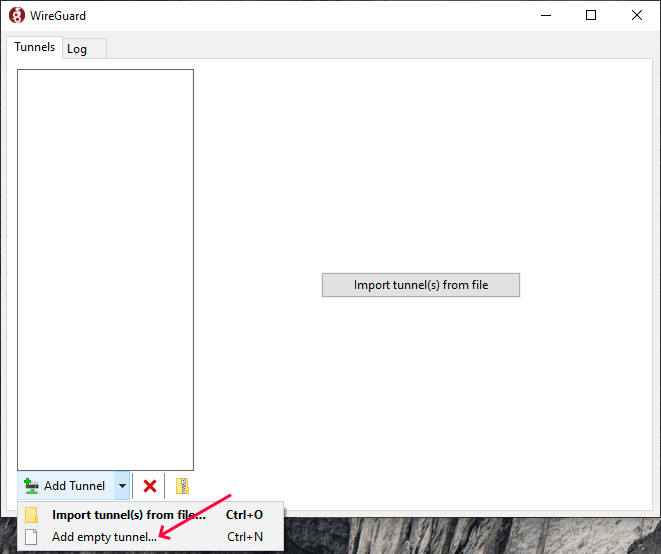 WireGuard
Tunnels
Log
Import tunnel(s) from file
Add Tunnel
Import tunnel(s) from file... Ctrl+O
Add empty tunnel... Ctrl+N